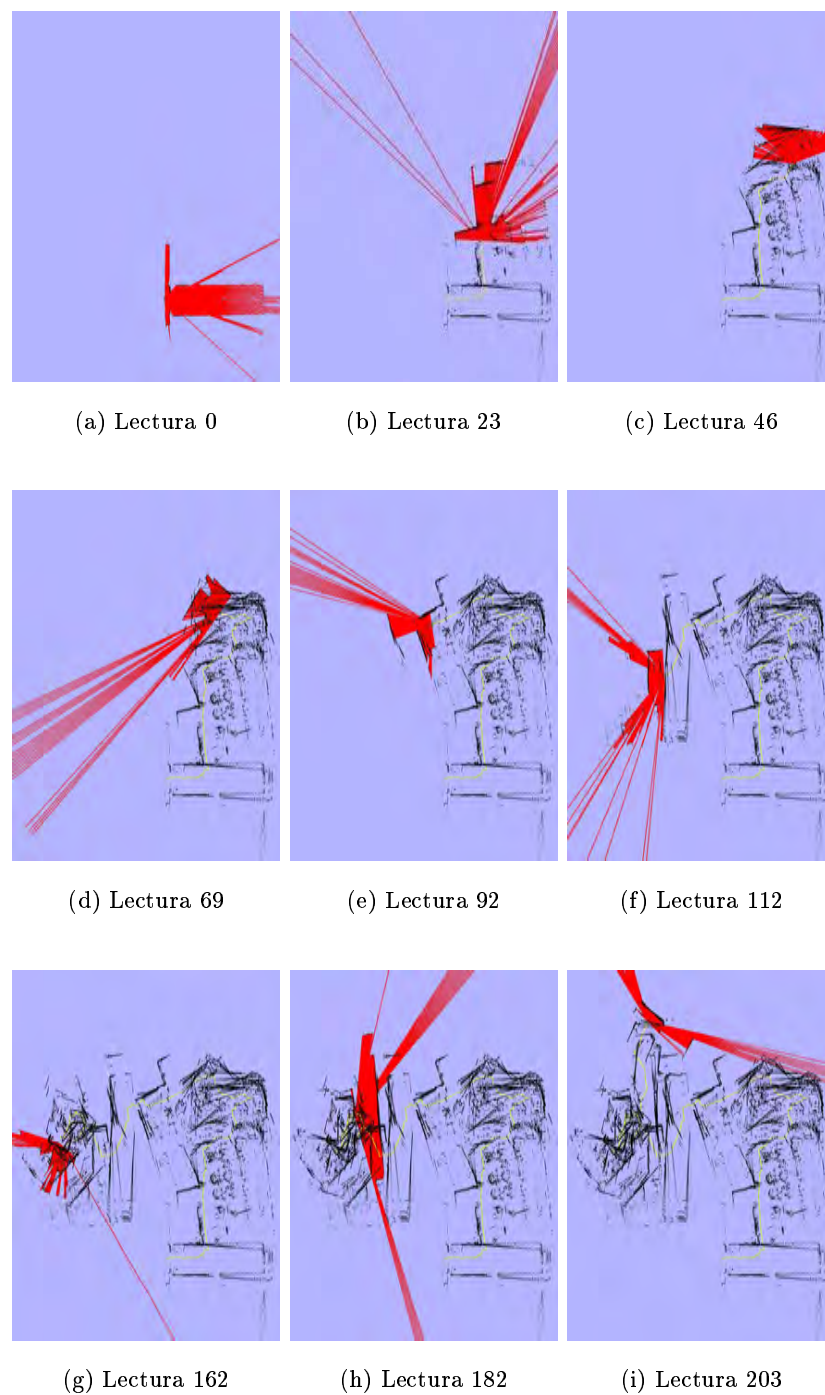 (a) Lectura 0
(b) Lectura 23
(c) Lectura 46
(d) Lectura 69
(e) Lectura 92
(f) Lectura 112
(g) Lectura 162
(h) Lectura 182
(i) Lectura 203